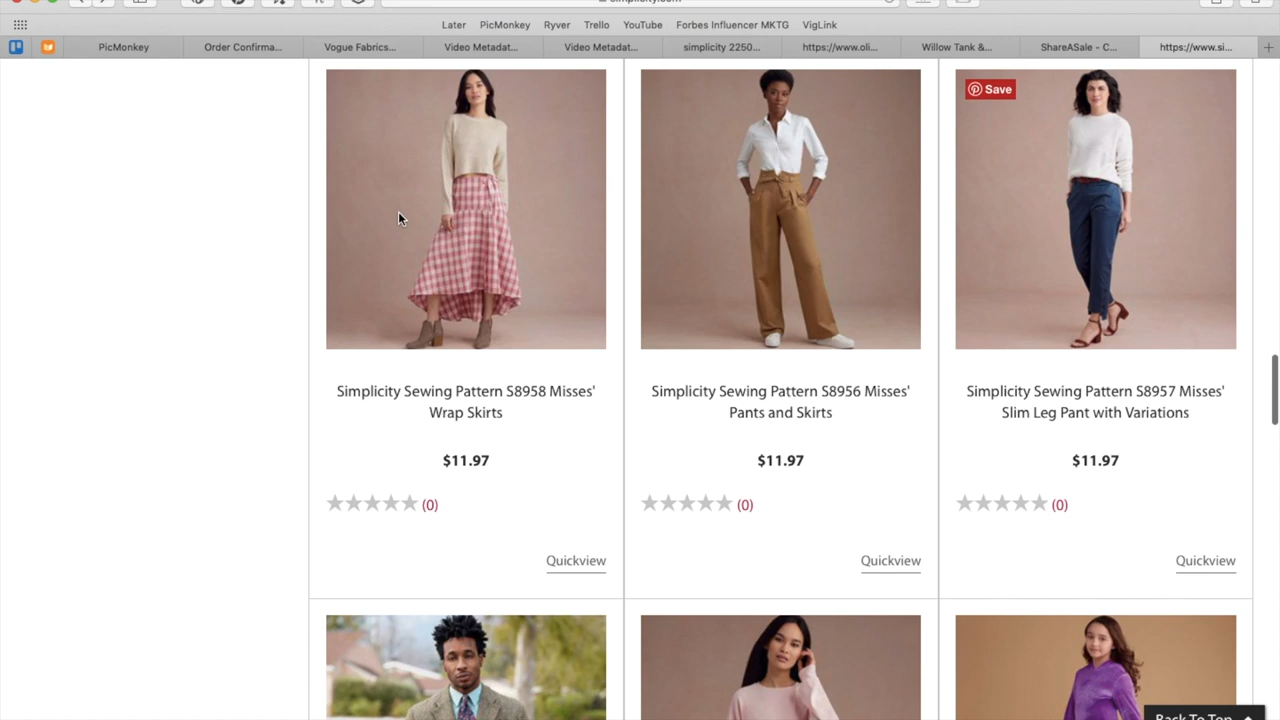 Later PicMonkey Ryver Trello YouTube Forbes Influencer MKTG VigLink
PicMonkey Order Confirma... Vogue Fabrics... Video Metadat... Video Metadat... simplicity 2250... https://www.oli... Willow Tank &... ShareASale - C... https://www.si...
Save
Simplicity Sewing Pattern S8958 Misses'
Wrap Skirts
$11.97
(0)
Quickview
Simplicity Sewing Pattern S8956 Misses'
Pants and Skirts
$11.97
(0)
Quickview
Simplicity Sewing Pattern S8957 Misses'
Slim Leg Pant with Variations
$11.97
(0)
Quickview
Back To Top